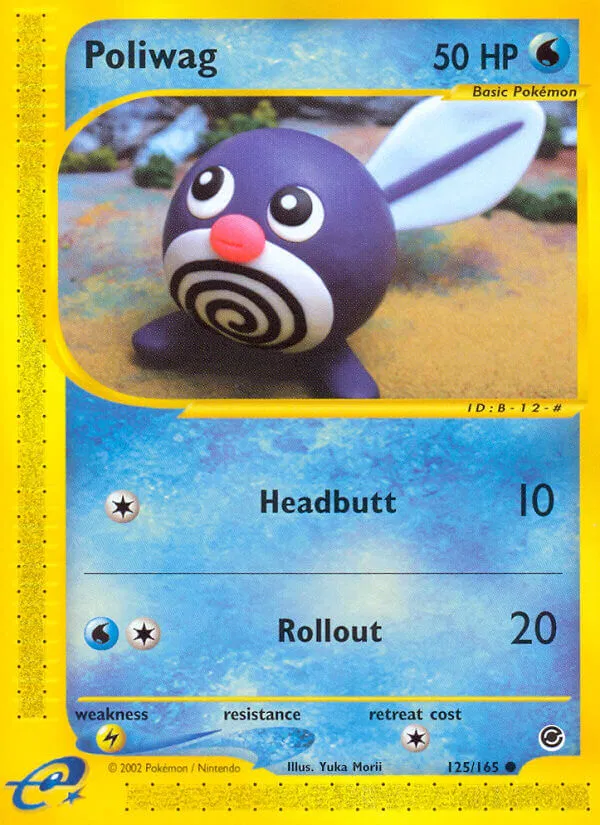 Poliwag 50 HP
Basic Pokémon
ID:B-12-#
Headbutt 10
Rollout 20
weakness resistance retreat cost
© 2002 Pokémon / Nintendo Illus. Yuka Morii 125/165
e